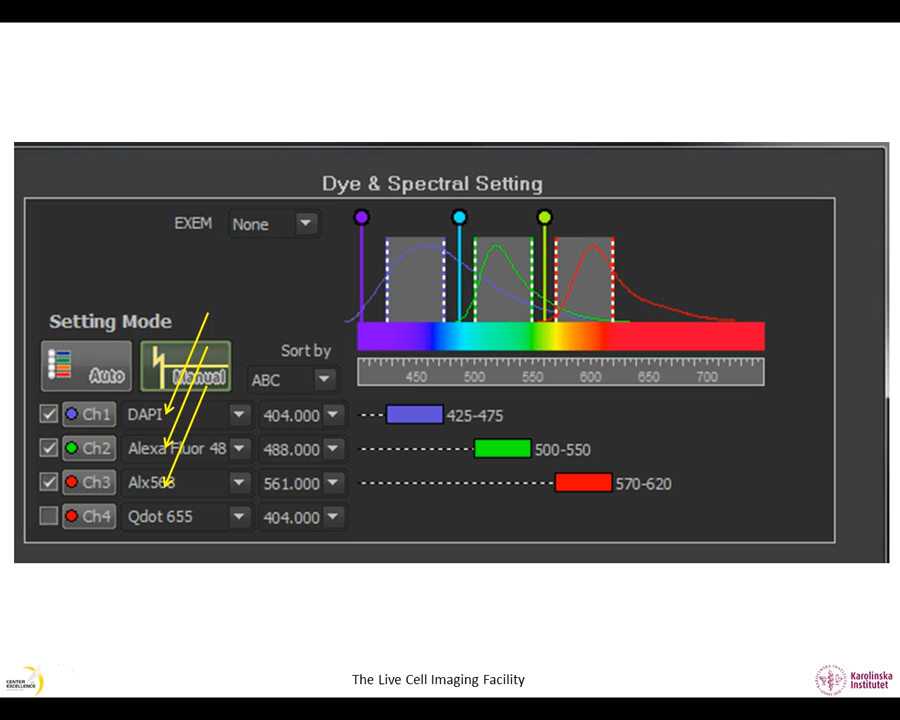 Dye & Spectral Setting
EXEM None
Setting Mode
Sort by
Auto Manual ABC
450 500 550 600 650 700
Ch1 DAPI 404.000 425-475
Ch2 Alexa Fluor 48 488.000 500-550
Ch3 Alx568 561.000 570-620
Ch4 Qdot 655 404.000
CENTER
EXCELLENCE
The Live Cell Imaging Facility
Karolinska
Institutet